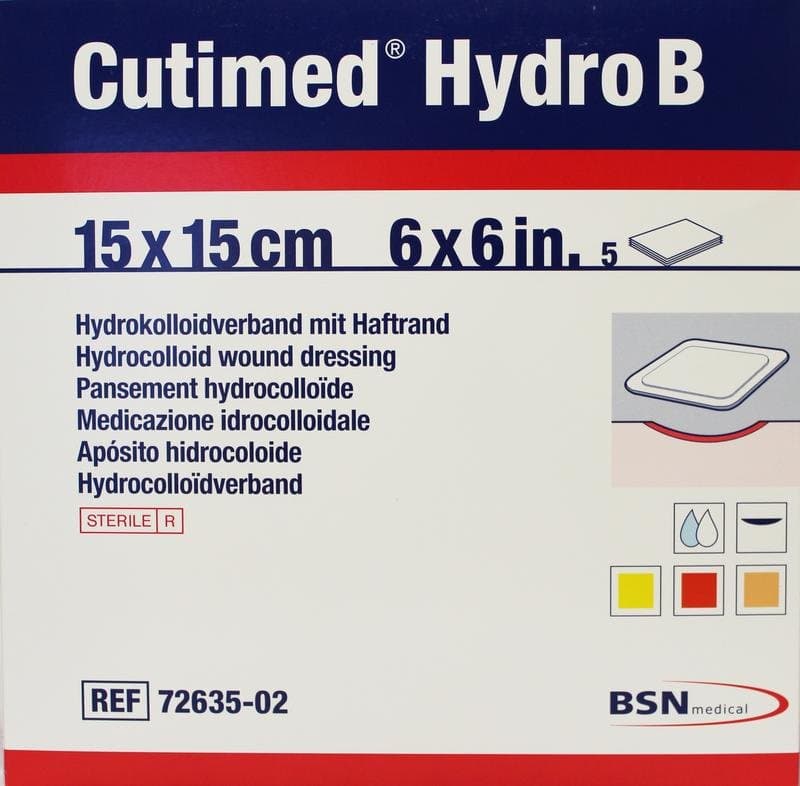 Cutimed® Hydro B
15 x 15 cm 6 x 6 in. 5
Hydrokolloidverband mit Haftrand
Hydrocolloid wound dressing
Pansement hydrocolloïde
Medicazione idrocolloidale
Apósito hidrocoloide
Hydrocolloïdverband
STERILE R
REF 72635-02
BSN medical